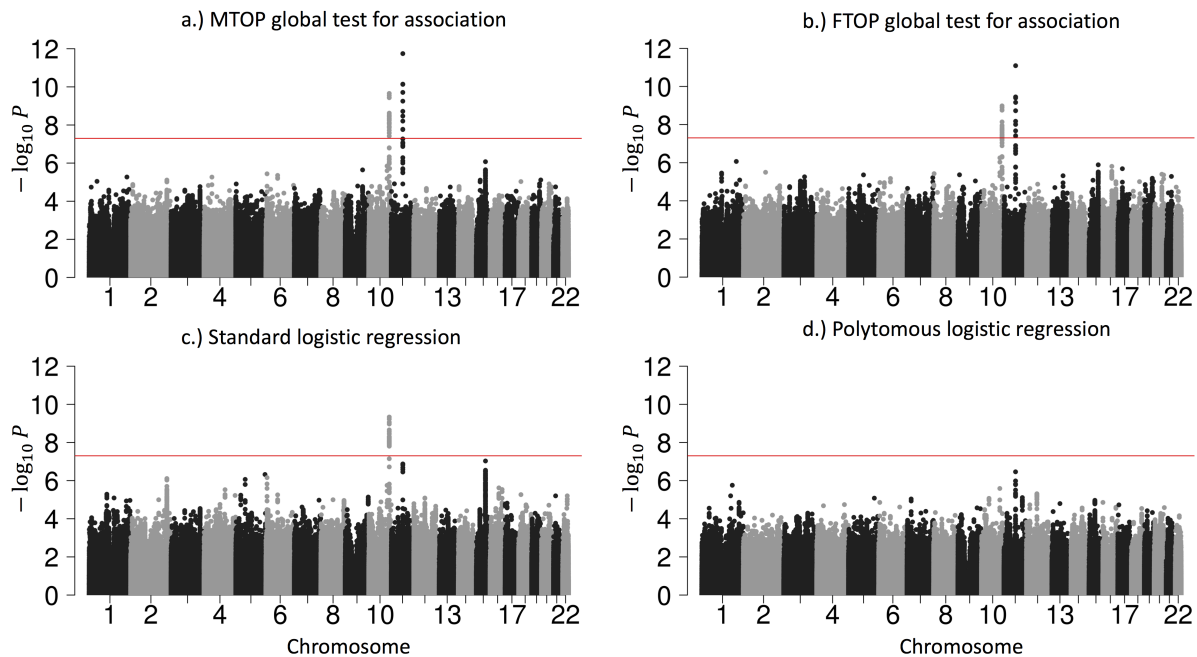 a.) MTOP global test for association
b.) FTOP global test for association
12
10
8
6
4
2
0
− log10 P
1 2 4 6 8 10 13 17 22
12
10
8
6
4
2
0
− log10 P
1 2 4 6 8 10 13 17 22
c.) Standard logistic regression
d.) Polytomous logistic regression
12
10
8
6
4
2
0
− log10 P
1 2 4 6 8 10 13 17 22
Chromosome
12
10
8
6
4
2
0
− log10 P
1 2 4 6 8 10 13 17 22
Chromosome